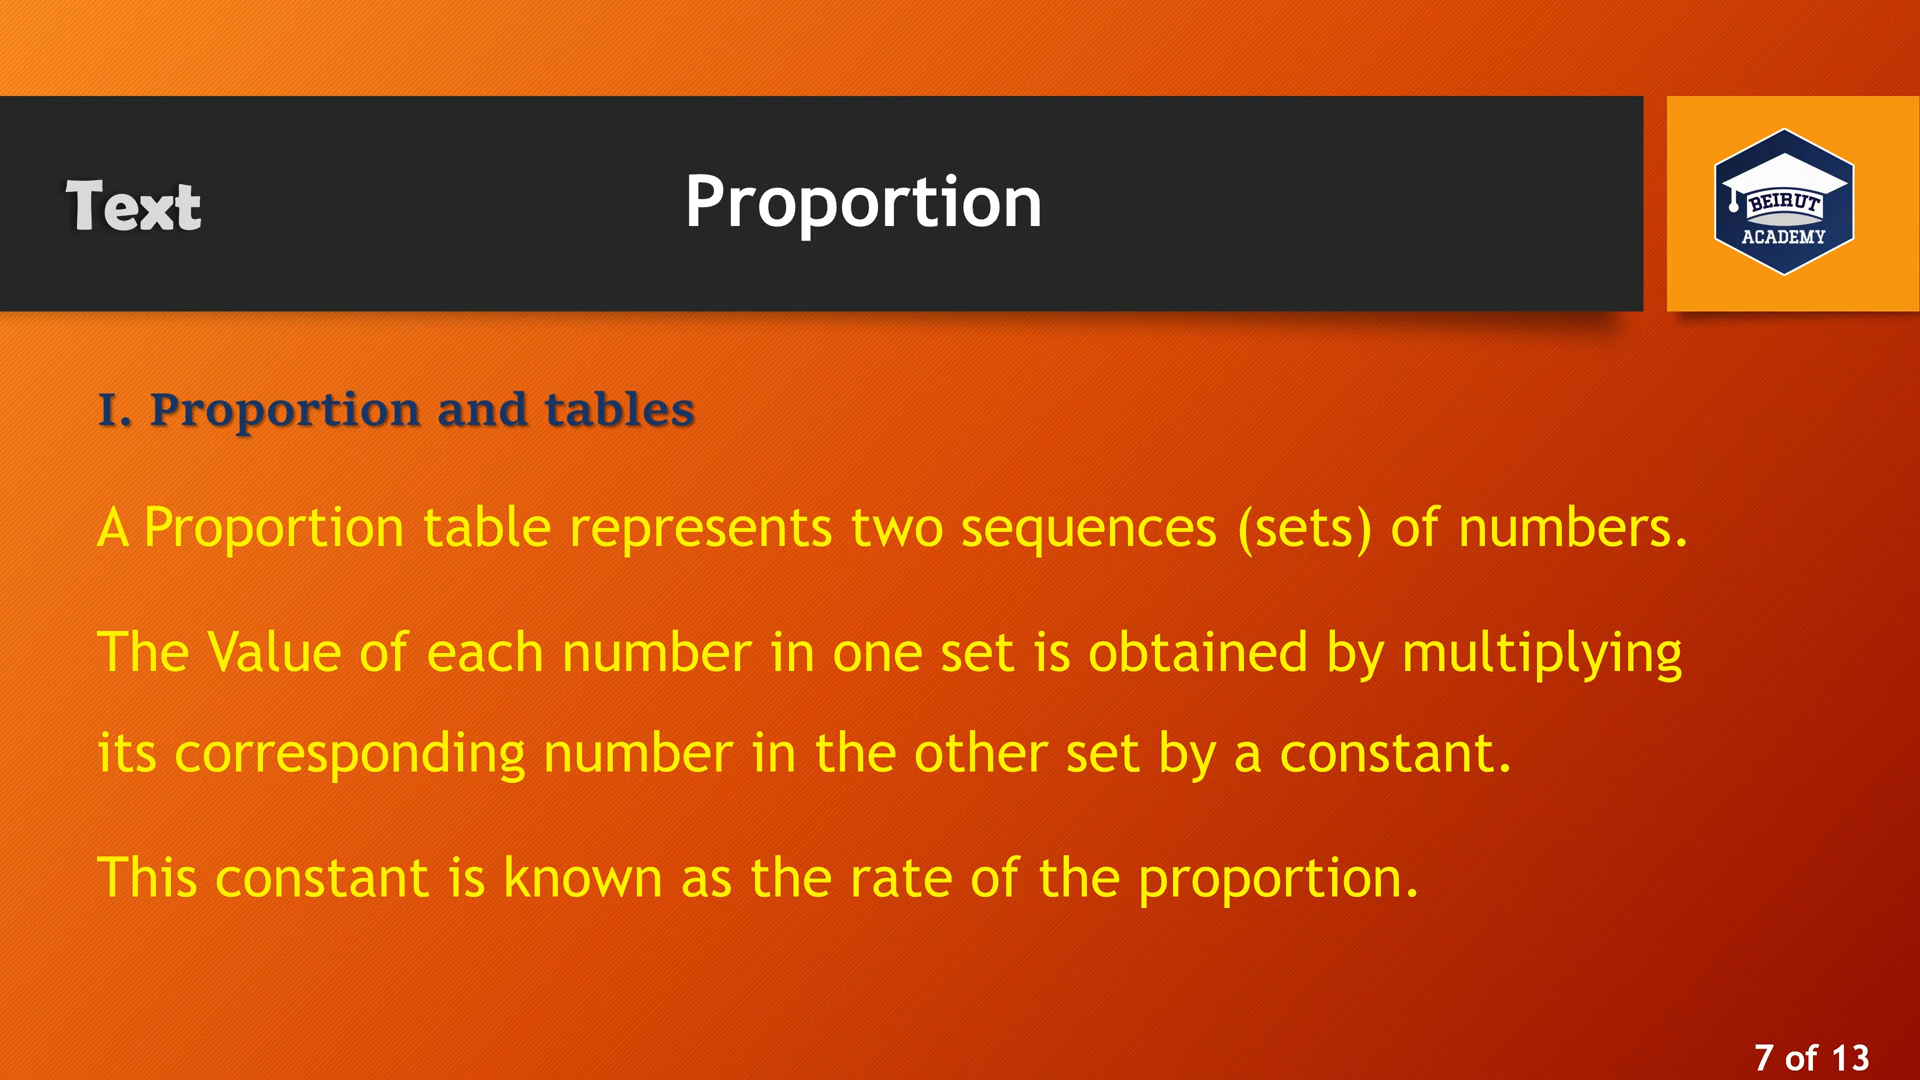 Text
Proportion
BEIRUT
ACADEMY
I. Proportion and tables
A Proportion table represents two sequences (sets) of numbers.
The Value of each number in one set is obtained by multiplying
its corresponding number in the other set by a constant.
This constant is known as the rate of the proportion.
7 of 13